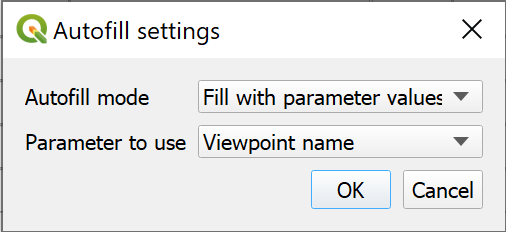 Autofill settings
Autofill mode Fill with parameter values
Parameter to use Viewpoint name
OK Cancel